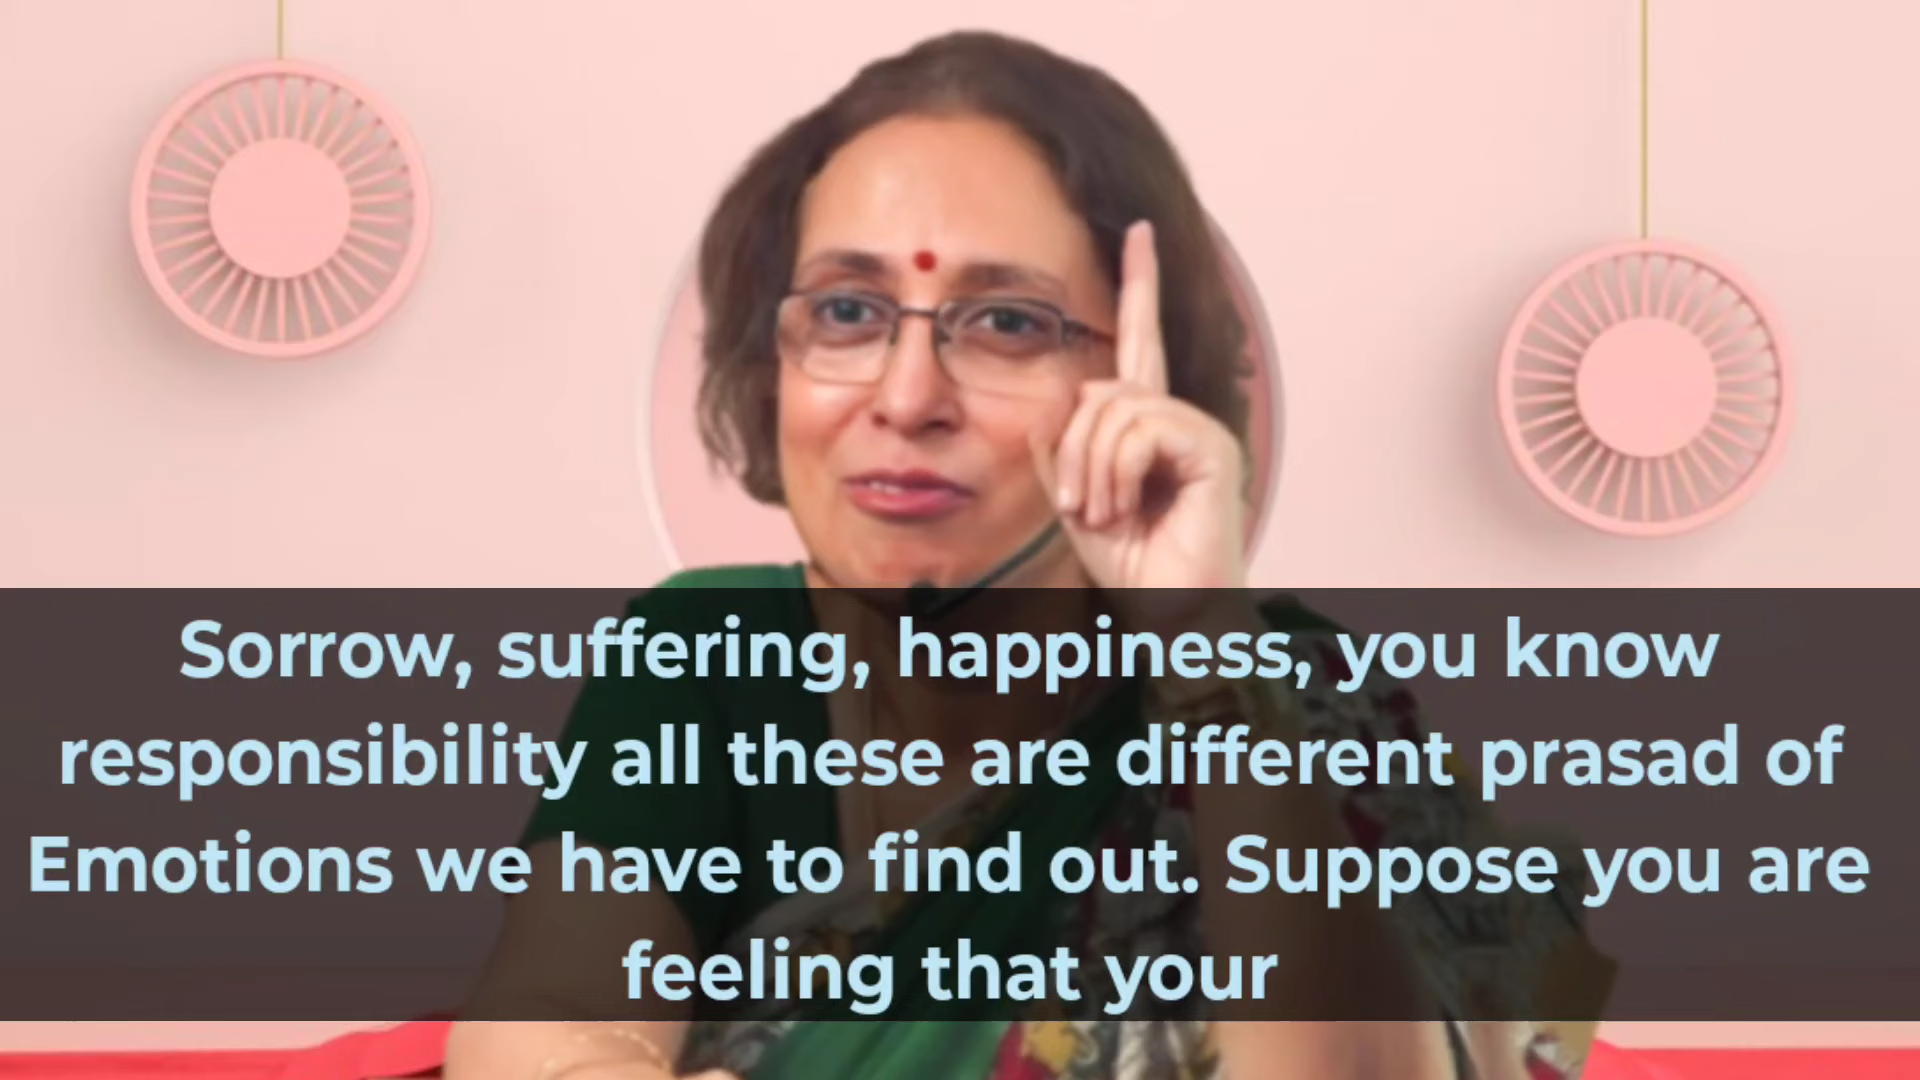 Sorrow, suffering, happiness, you know
responsibility all these are different prasad of
Emotions we have to find out. Suppose you are
feeling that your